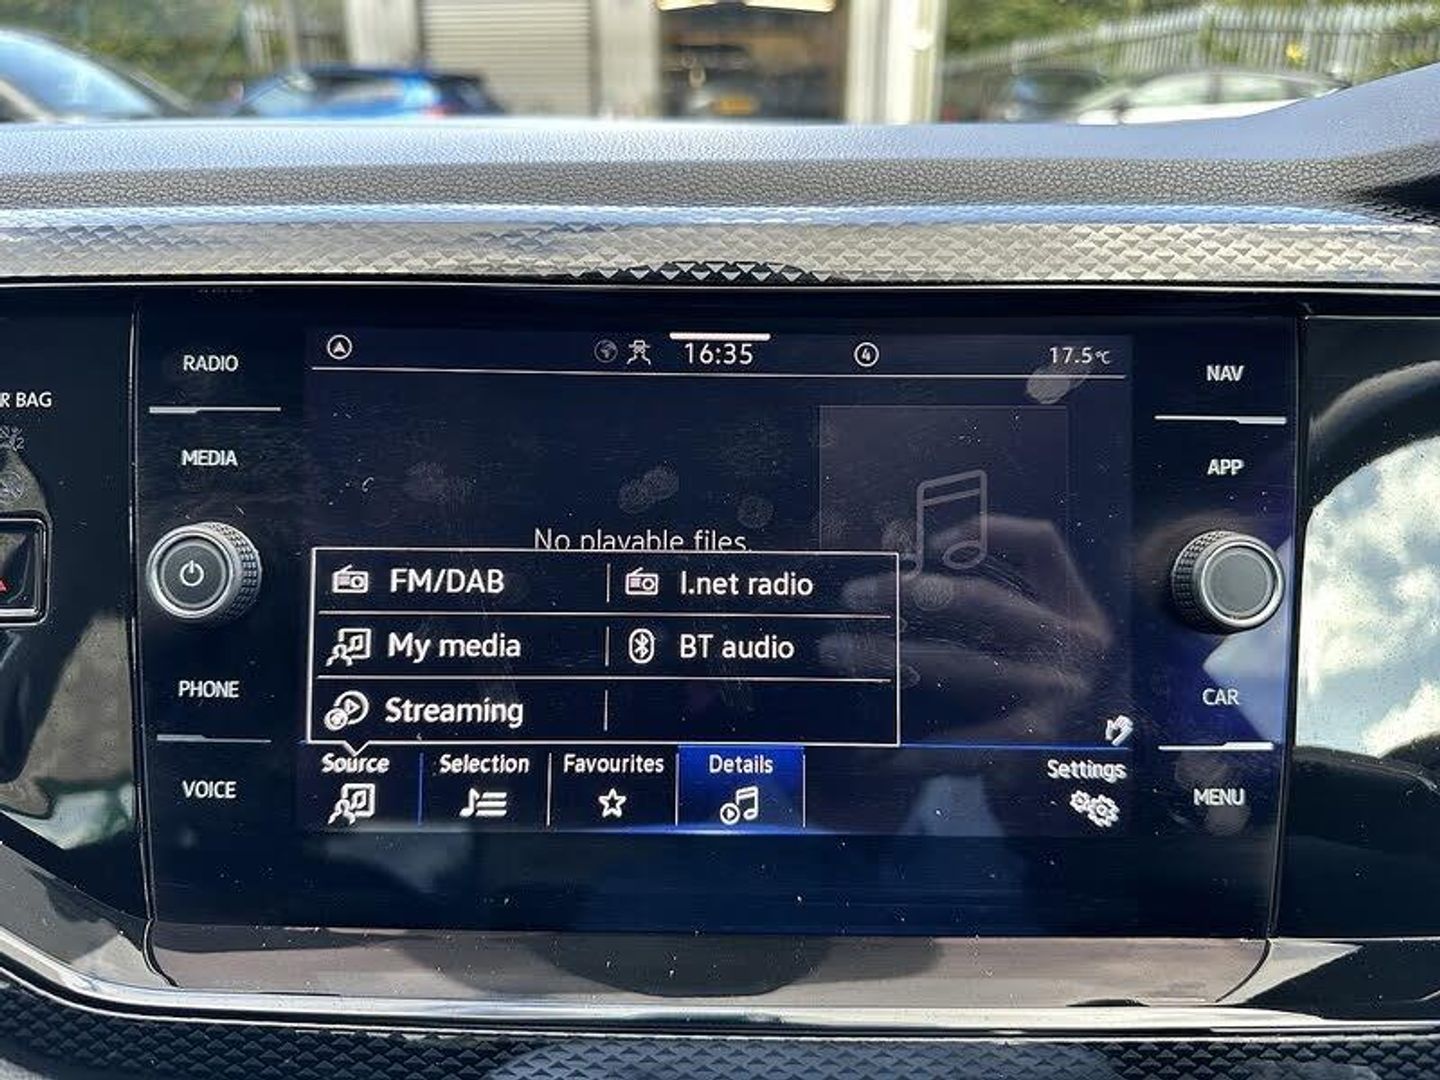 16:35
4
17.5°C
RADIO
NAV
R BAG
MEDIA
APP
No playable files.
FM/DAB
I.net radio
My media
BT audio
PHONE
CAR
Streaming
Source
Selection
Favourites
Details
Settings
VOICE
MENU